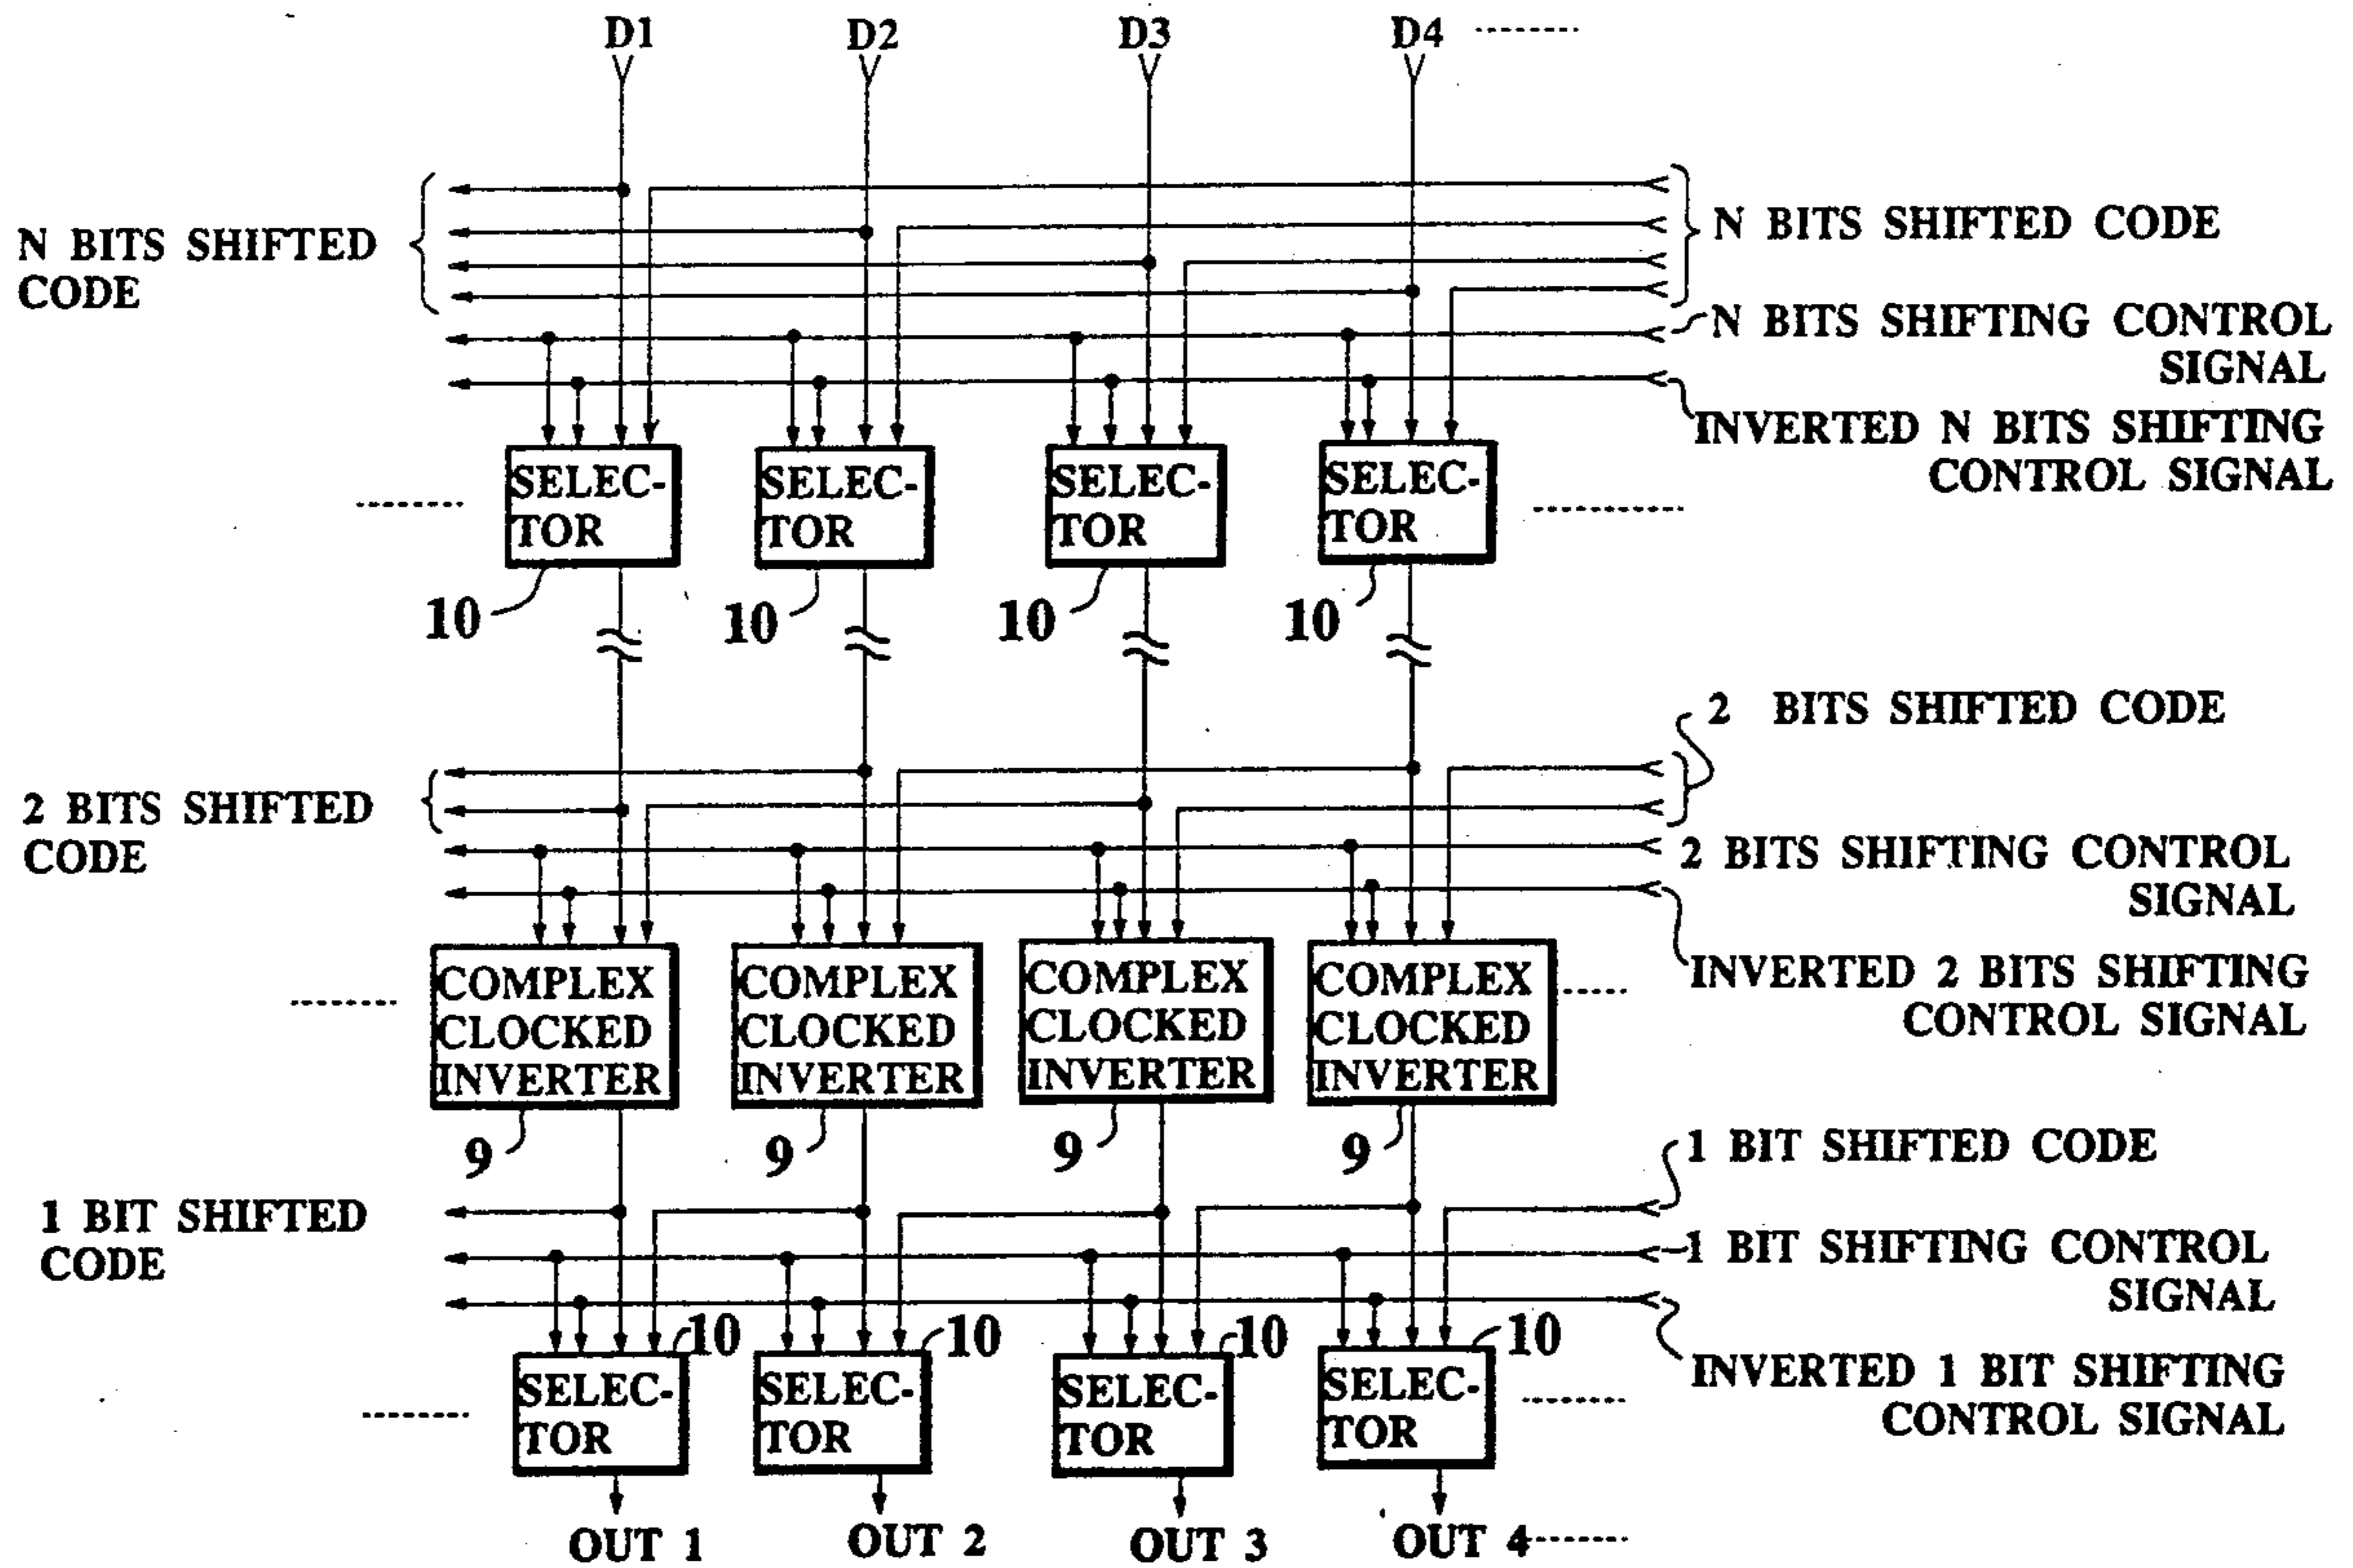 D1 D2 D3 D4
N BITS SHIFTED
CODE
N BITS SHIFTED CODE
N BITS SHIFTING CONTROL
SIGNAL
INVERTED N BITS SHIFTING
CONTROL SIGNAL
SELEC-
TOR
SELEC-
TOR
SELEC-
TOR
SELEC-
TOR
10 10 10 10
2 BITS SHIFTED CODE
2 BITS SHIFTED
CODE
2 BITS SHIFTING CONTROL
SIGNAL
INVERTED 2 BITS SHIFTING
CONTROL SIGNAL
COMPLEX
CLOCKED
INVERTER
COMPLEX
CLOCKED
INVERTER
COMPLEX
CLOCKED
INVERTER
COMPLEX
CLOCKED
INVERTER
9 9 9 9
1 BIT SHIFTED CODE
1 BIT SHIFTED
CODE
1 BIT SHIFTING CONTROL
SIGNAL
INVERTED 1 BIT SHIFTING
CONTROL SIGNAL
10 10 10 10
SELEC-
TOR
SELEC-
TOR
SELEC-
TOR
SELEC-
TOR
OUT 1 OUT 2 OUT 3 OUT 4